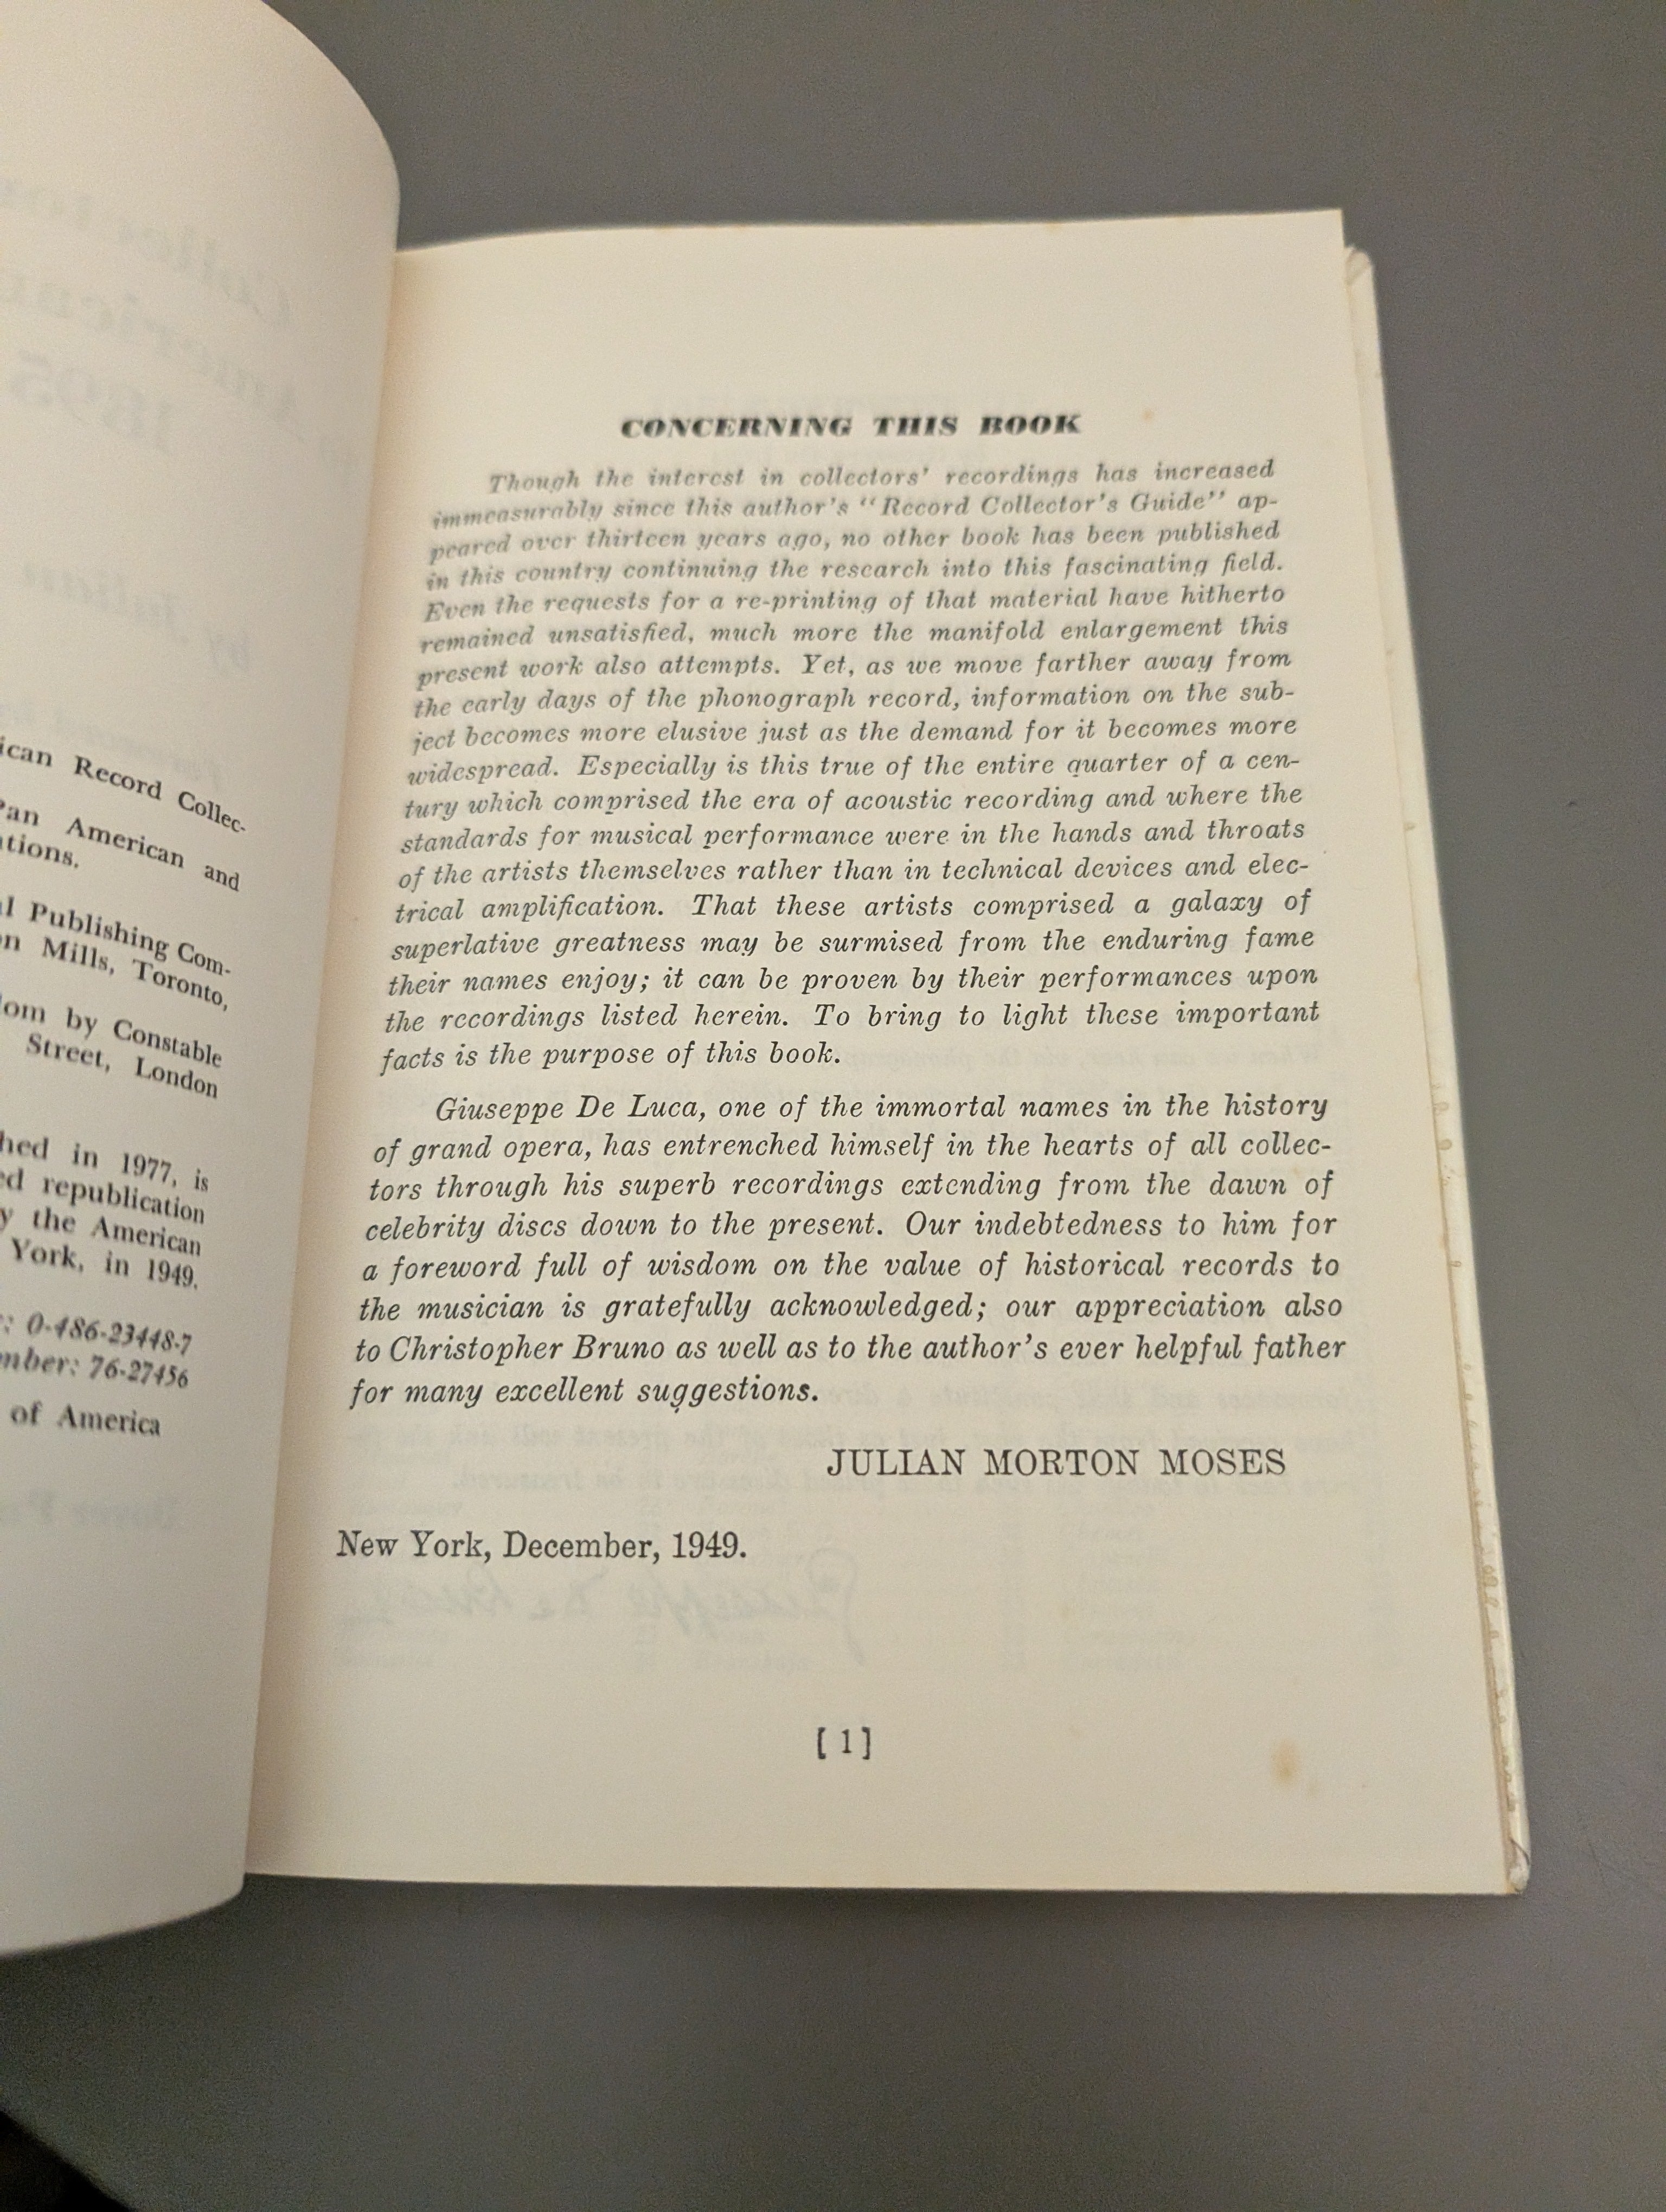 ican Record Collec-
Pan American and
ations.
l Publishing Com-
on Mills, Toronto,
dom by Constable
Street, London
hed in 1977, is
ed republication
y the American
York, in 1949.
: 0-486-23448-7
mber: 76-27456
of America
CONCERNING THIS BOOK
Though the interest in collectors' recordings has increased
immeasurably since this author's "Record Collector's Guide" ap-
peared over thirteen years ago, no other book has been published
in this country continuing the research into this fascinating field.
Even the requests for a re-printing of that material have hitherto
remained unsatisfied, much more the manifold enlargement this
present work also attempts. Yet, as we move farther away from
the early days of the phonograph record, information on the sub-
ject becomes more elusive just as the demand for it becomes more
widespread. Especially is this true of the entire quarter of a cen-
tury which comprised the era of acoustic recording and where the
standards for musical performance were in the hands and throats
of the artists themselves rather than in technical devices and elec-
trical amplification. That these artists comprised a galaxy of
superlative greatness may be surmised from the enduring fame
their names enjoy; it can be proven by their performances upon
the recordings listed herein. To bring to light these important
facts is the purpose of this book.
Giuseppe De Luca, one of the immortal names in the history
of grand opera, has entrenched himself in the hearts of all collec-
tors through his superb recordings extending from the dawn of
celebrity discs down to the present. Our indebtedness to him for
a foreword full of wisdom on the value of historical records to
the musician is gratefully acknowledged; our appreciation also
to Christopher Bruno as well as to the author's ever helpful father
for many excellent suggestions.
JULIAN MORTON MOSES
New York, December, 1949.
[ 1 ]